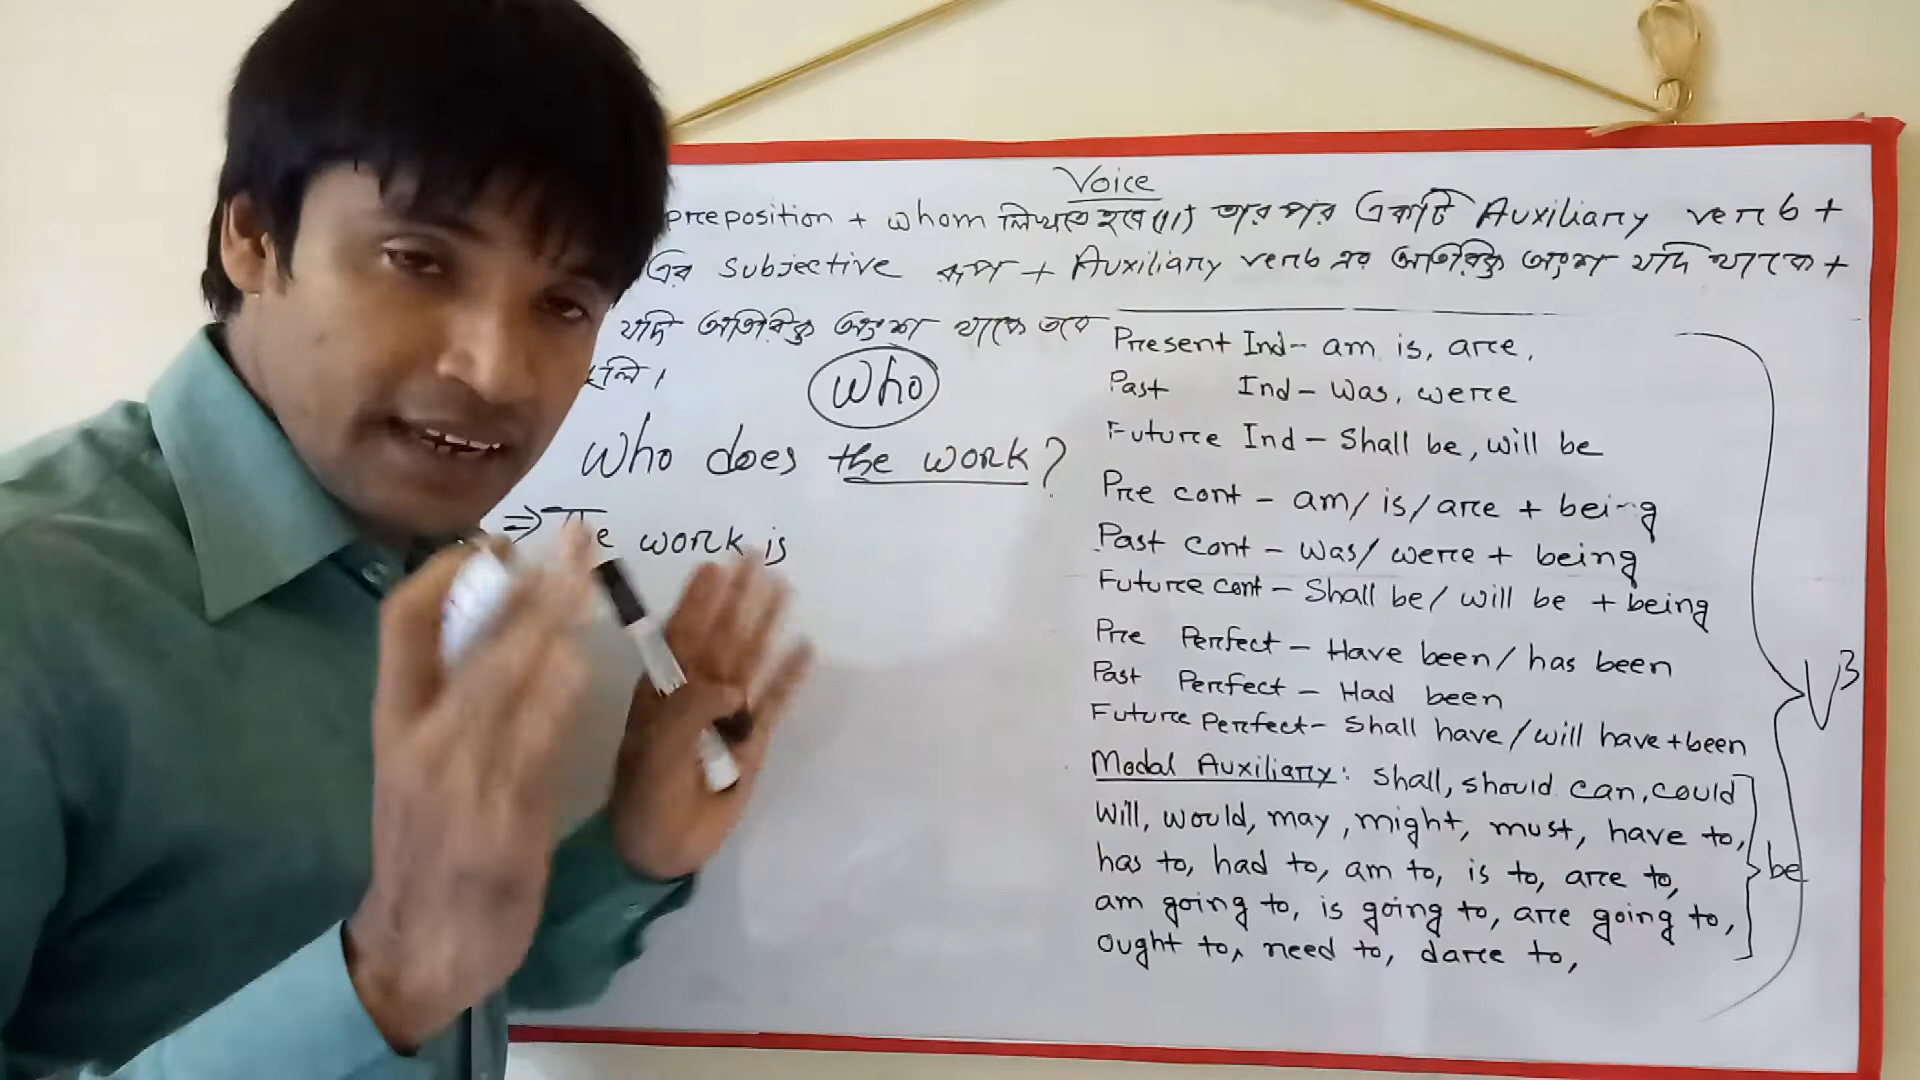 Voice
preposition + whom লিখতে হবে (11) তারপর একটি Auxiliary verb +
এর subjective রূপ + Auxiliary verb এর অতিরিক্ত অংশ যদি থাকে +
যদি অতিরিক্ত অংশ থাকে তবে
who
Who does the work?
⇒ The work is
Present Ind - am is, are,
Past Ind - was, were
Future Ind - Shall be, will be
Pre cont - am/ is/ are + being
Past cont - was/ were + being
Future cont - Shall be/ will be + being
Pre Perfect - Have been/ has been
Past Perfect - Had been
Future Perfect - Shall have/will have+been
V3
Modal Auxiliary: shall, should can, could
Will, would, may, might, must, have to,
has to, had to, am to, is to, are to,
am going to, is going to, are going to,
ought to, need to, dare to,
be